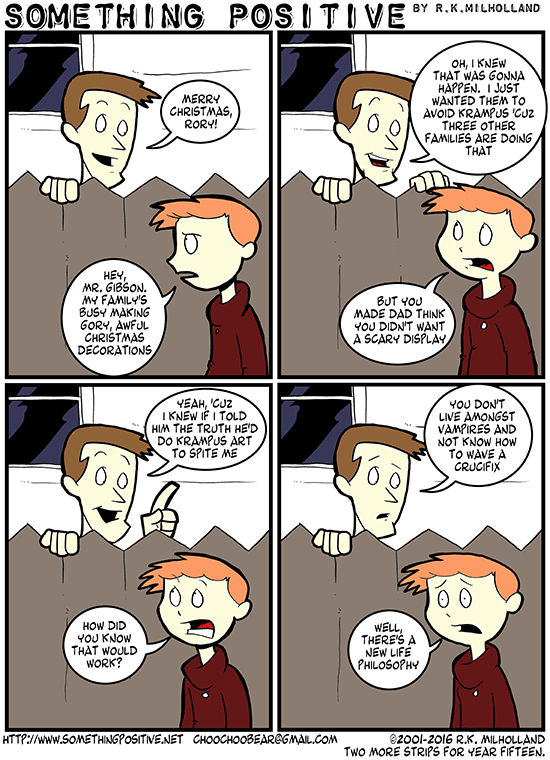 SOMETHING POSITIVE BY R.K.MILHOLLAND
MERRY
CHRISTMAS,
RORY!
HEY,
MR. GIBSON.
MY FAMILY'S
BUSY MAKING
GORY, AWFUL
CHRISTMAS
DECORATIONS
OH, I KNEW
THAT WAS GONNA
HAPPEN. I JUST
WANTED THEM TO
AVOID KRAMPUS 'CUZ
THREE OTHER
FAMILIES ARE DOING
THAT
BUT YOU
MADE DAD THINK
YOU DIDN'T WANT
A SCARY DISPLAY
YEAH, 'CUZ
I KNEW IF I TOLD
HIM THE TRUTH HE'D
DO KRAMPUS ART
TO SPITE ME
HOW DID
YOU KNOW
THAT WOULD
WORK?
YOU DON'T
LIVE AMONGST
VAMPIRES AND
NOT KNOW HOW
TO WAVE A
CRUCIFIX
WELL,
THERE'S A
NEW LIFE
PHILOSOPHY
HTTP://WWW.SOMETHINGPOSITIVE.NET CHOOCHOOBEAR@GMAIL.COM ©2001-2016 R.K. MILHOLLAND
TWO MORE STRIPS FOR YEAR FIFTEEN.